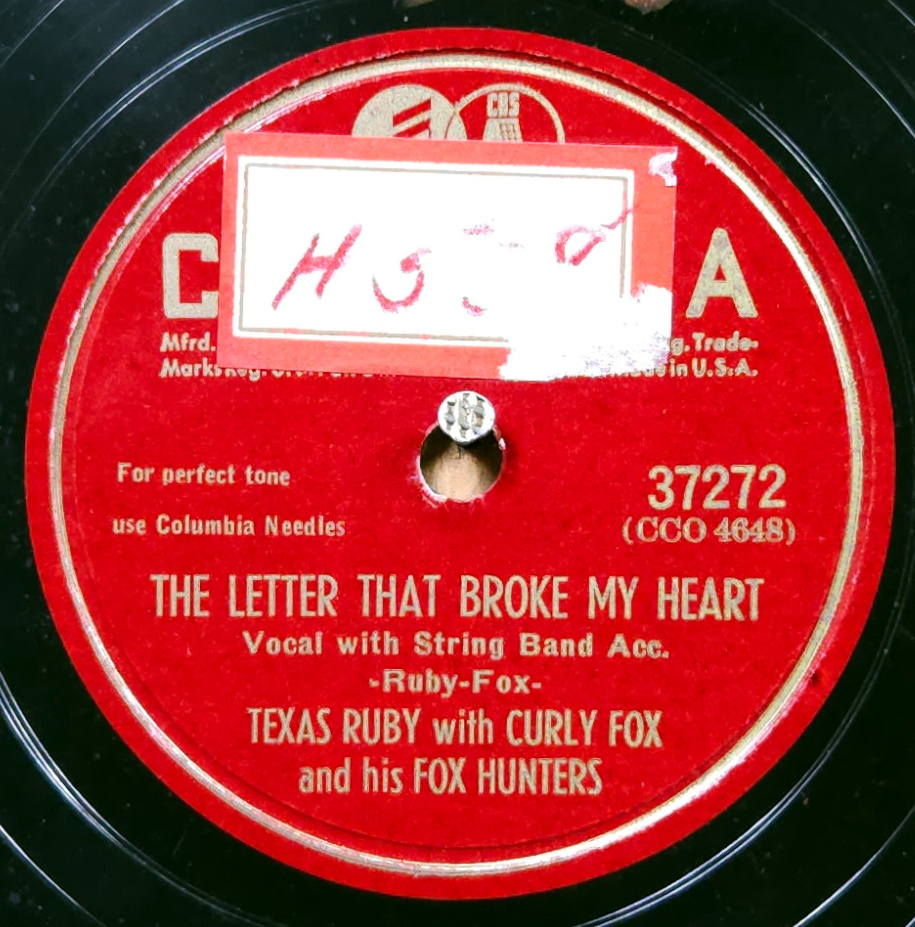 CBS
C A
Mfrd. g. Trade-
Marks in U.S.A.
For perfect tone
use Columbia Needles
37272
(CCO 4648)
THE LETTER THAT BROKE MY HEART
Vocal with String Band Acc.
-Ruby-Fox-
TEXAS RUBY with CURLY FOX
and his FOX HUNTERS